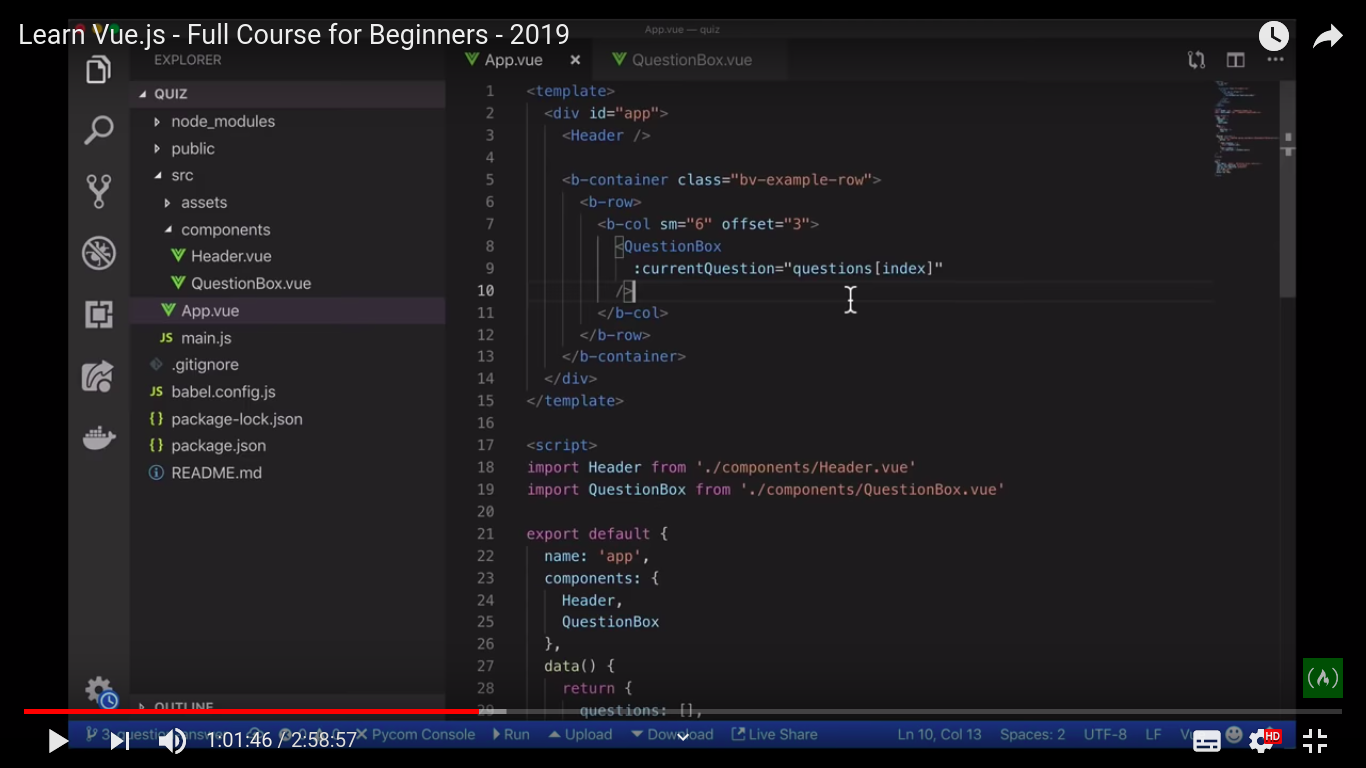 Learn Vue.js - Full Course for Beginners - 2019
App.vue — quiz
EXPLORER
App.vue
QuestionBox.vue
QUIZ
node_modules
public
src
assets
components
Header.vue
QuestionBox.vue
App.vue
JS main.js
.gitignore
JS babel.config.js
{} package-lock.json
{} package.json
README.md
OUTLINE
1 <template>
2 <div id="app">
3 <Header />
4
5 <b-container class="bv-example-row">
6 <b-row>
7 <b-col sm="6" offset="3">
8 <QuestionBox
9 :currentQuestion="questions[index]"
10 />
11 </b-col>
12 </b-row>
13 </b-container>
14 </div>
15 </template>
16
17 <script>
18 import Header from './components/Header.vue'
19 import QuestionBox from './components/QuestionBox.vue'
20
21 export default {
22 name: 'app',
23 components: {
24 Header,
25 QuestionBox
26 },
27 data() {
28 return {
29 questions: [],
Pycom Console Run Upload Download Live Share Ln 10, Col 13 Spaces: 2 UTF-8 LF
1:01:46 / 2:58:57
HD